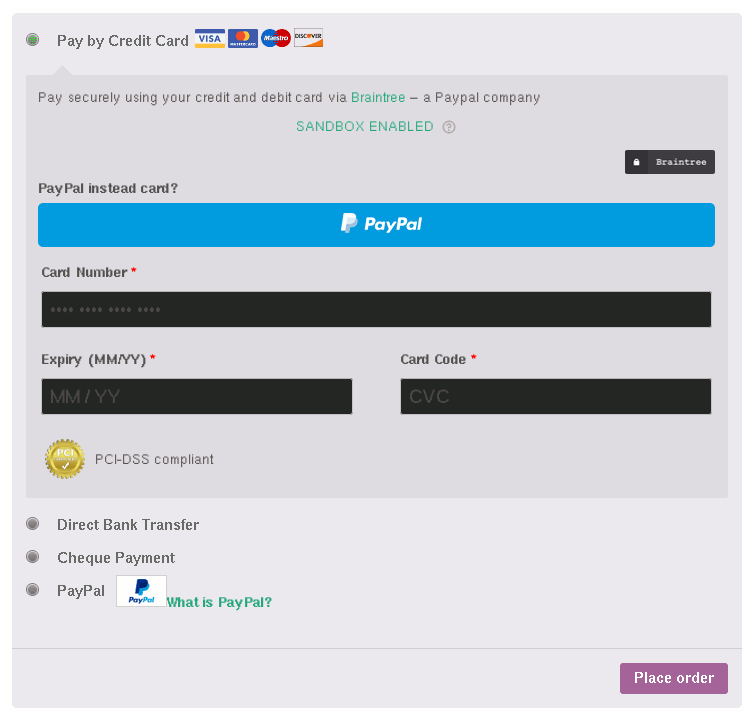 Pay by Credit Card VISA MasterCard Maestro DISCOVER
Pay securely using your credit and debit card via Braintree – a Paypal company
SANDBOX ENABLED ?
Braintree
PayPal instead card?
PayPal
Card Number *
•••• •••• •••• ••••
Expiry (MM/YY) *
Card Code *
MM / YY
CVC
PCI
PCI-DSS compliant
Direct Bank Transfer
Cheque Payment
PayPal PayPal What is PayPal?
Place order